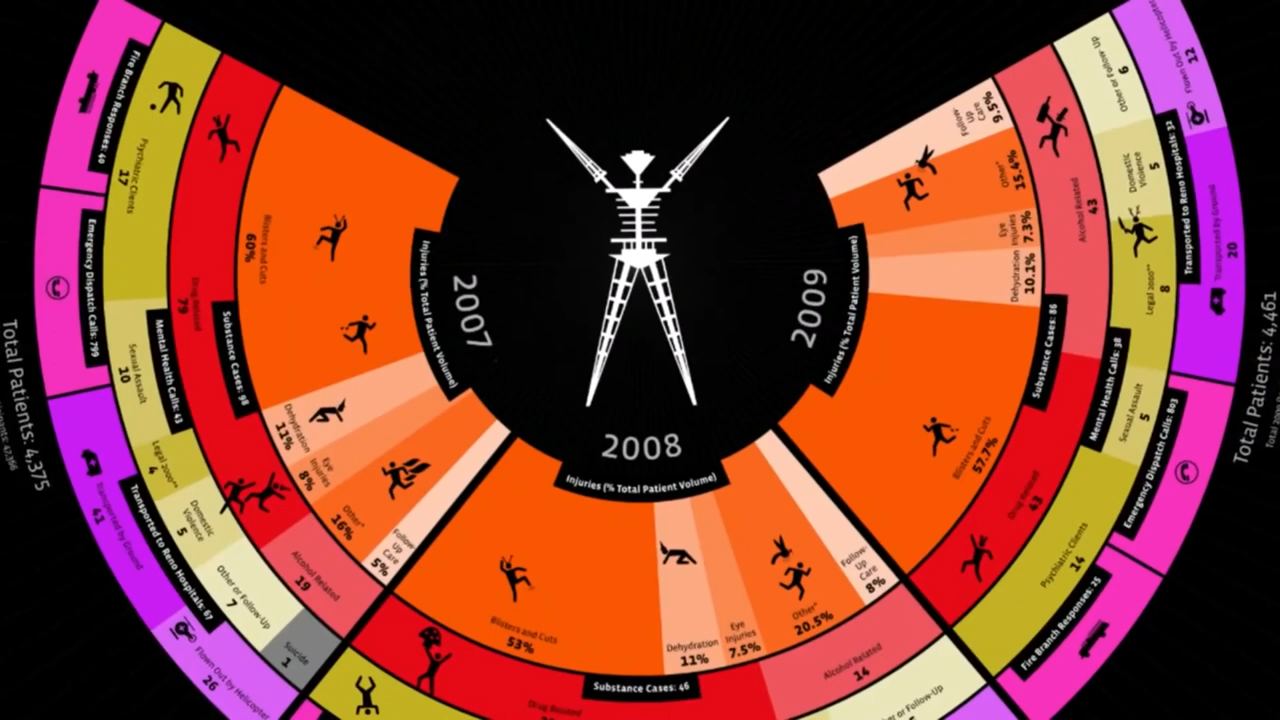 2007
Injuries (% Total Patient Volume)
Blisters and Cuts
60%
Dehydration
11%
Eye
Injuries
8%
Other*
16%
Follow
Up
Care
5%
Substance Cases: 98
Drug Related
79
Alcohol Related
19
Mental Health Calls: 43
Psychiatric Clients
17
Sexual Assault
10
Legal 2000**
4
Domestic
Violence
5
Other or Follow-Up
7
Suicide
1
Fire Branch Responses: 40
Emergency Dispatch Calls: 799
Transported to Reno Hospitals: 67
Transported by Ground
41
Flown Out by Helicopter
26
Total Patients: 4,375
2008
Injuries (% Total Patient Volume)
Blisters and Cuts
53%
Dehydration
11%
Eye
Injuries
7.5%
Other*
20.5%
Follow-
Up
Care
8%
Substance Cases: 46
Drug Related
Alcohol Related
14
or Follow-Up
2009
Injuries (% Total Patient Volume)
Follow-
Up
Care
9.5%
Other*
15.4%
Eye
Injuries
7.3%
Dehydration
10.1%
Blisters and Cuts
57.7%
Substance Cases: 86
Alcohol Related
43
Drug Related
43
Mental Health Calls: 38
Other or Follow-Up
6
Domestic
Violence
5
Legal 2000**
8
Sexual Assault
5
Psychiatric Clients
14
Transported to Reno Hospitals: 32
Flown Out by Helicopter
12
Transported by Ground
20
Emergency Dispatch Calls: 803
Fire Branch Responses: 25
Total Patients: 4,461